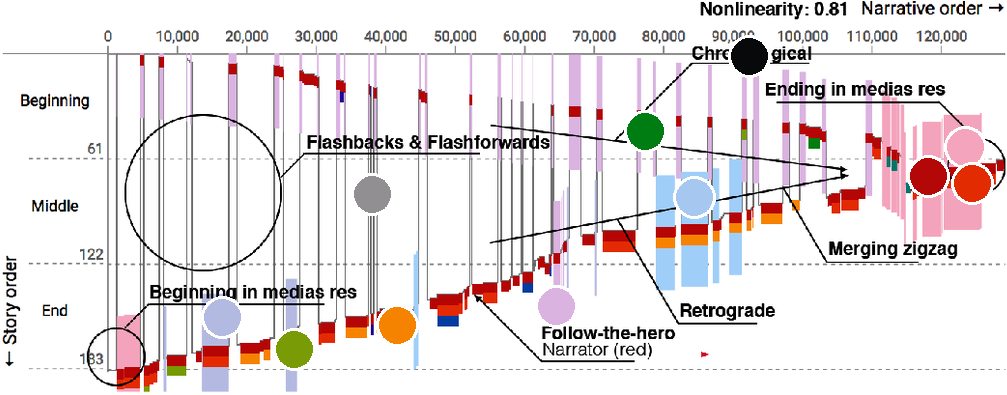 Nonlinearity: 0.81 Narrative order →
0 10,000 20,000 30,000 40,000 50,000 60,000 70,000 80,000 90,000 100,000 110,000 120,000
gical
Ending in medias res
Beginning
Flashbacks & Flashforwards
61
Middle
Merging zigzag
122
Beginning in medias res
End
Retrograde
Follow-the-hero
Narrator (red)
183
← Story order